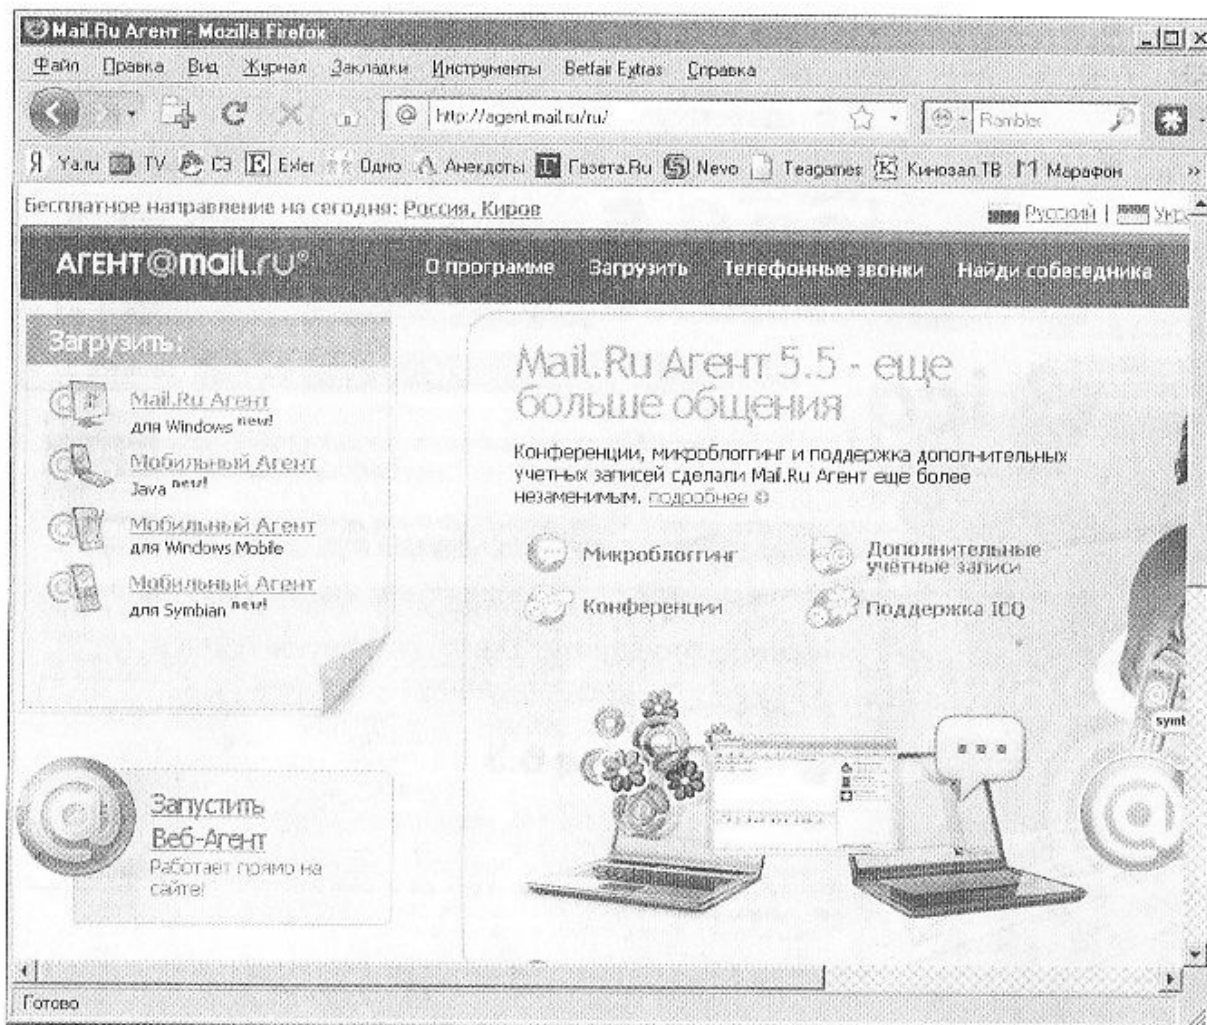 Mail.Ru Агент - Mozilla Firefox
Файл Правка Вид Журнал Закладки Инструменты Betfair Extras Справка
http://agent.mail.ru/ru/ Rambler
Ya.ru TV СЭ Exler Одно Анекдоты Газета.Ru Nevo Teagames Кинозал.ТВ Марафон »
Бесплатное направление на сегодня: Россия, Киров
Русский | Укра
АГЕНТ@mail.ru®
О программе Загрузить Телефонные звонки Найди собеседника
Загрузить:
Mail.Ru Агент
для Windows new!
Мобильный Агент
Java new!
Мобильный Агент
для Windows Mobile
Мобильный Агент
для Symbian new!
Запустить
Веб-Агент
Работает прямо на
сайте!
Mail.Ru Агент 5.5 - еще
больше общения
Конференции, микроблоггинг и поддержка дополнительных
учетных записей сделали Mail.Ru Агент еще более
незаменимым. подробнее
Микроблоггинг
Дополнительные
учётные записи
Конференции
Поддержка ICQ
symb
Готово